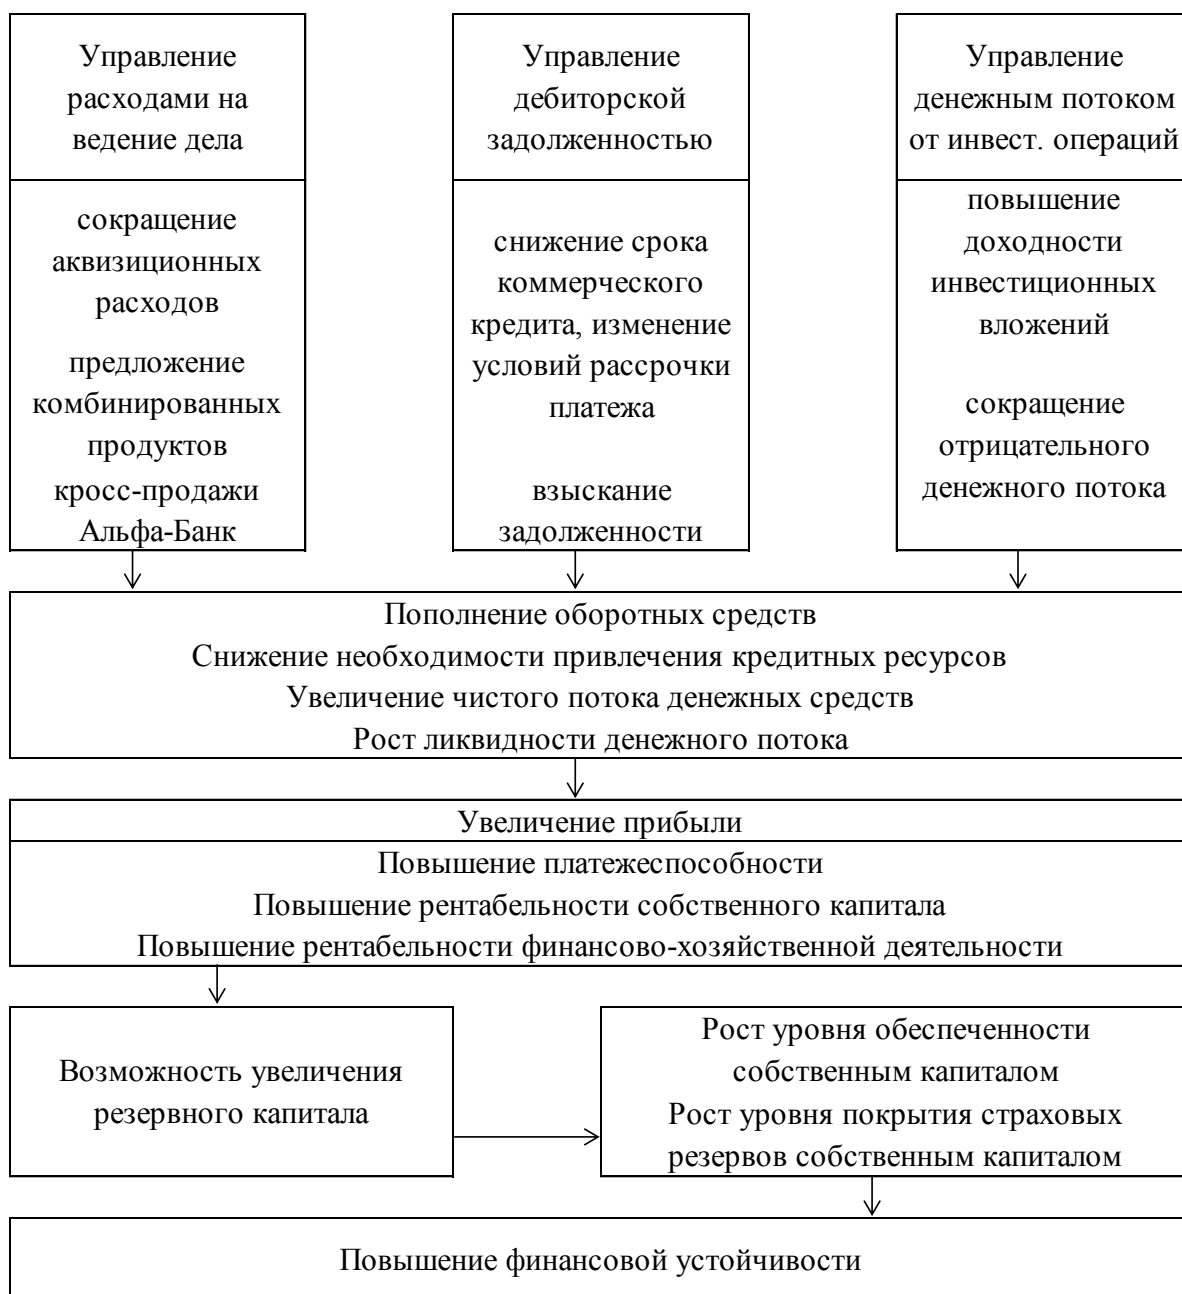 Управление
расходами на
ведение дела
сокращение
аквизиционных
расходов
предложение
комбинированных
продуктов
кросс-продажи
Альфа-Банк
Управление
дебиторской
задолженностью
снижение срока
коммерческого
кредита, изменение
условий рассрочки
платежа
взыскание
задолженности
Управление
денежным потоком
от инвест. операций
повышение
доходности
инвестиционных
вложений
сокращение
отрицательного
денежного потока
Пополнение оборотных средств
Снижение необходимости привлечения кредитных ресурсов
Увеличение чистого потока денежных средств
Рост ликвидности денежного потока
Увеличение прибыли
Повышение платежеспособности
Повышение рентабельности собственного капитала
Повышение рентабельности финансово-хозяйственной деятельности
Возможность увеличения
резервного капитала
Рост уровня обеспеченности
собственным капиталом
Рост уровня покрытия страховых
резервов собственным капиталом
Повышение финансовой устойчивости